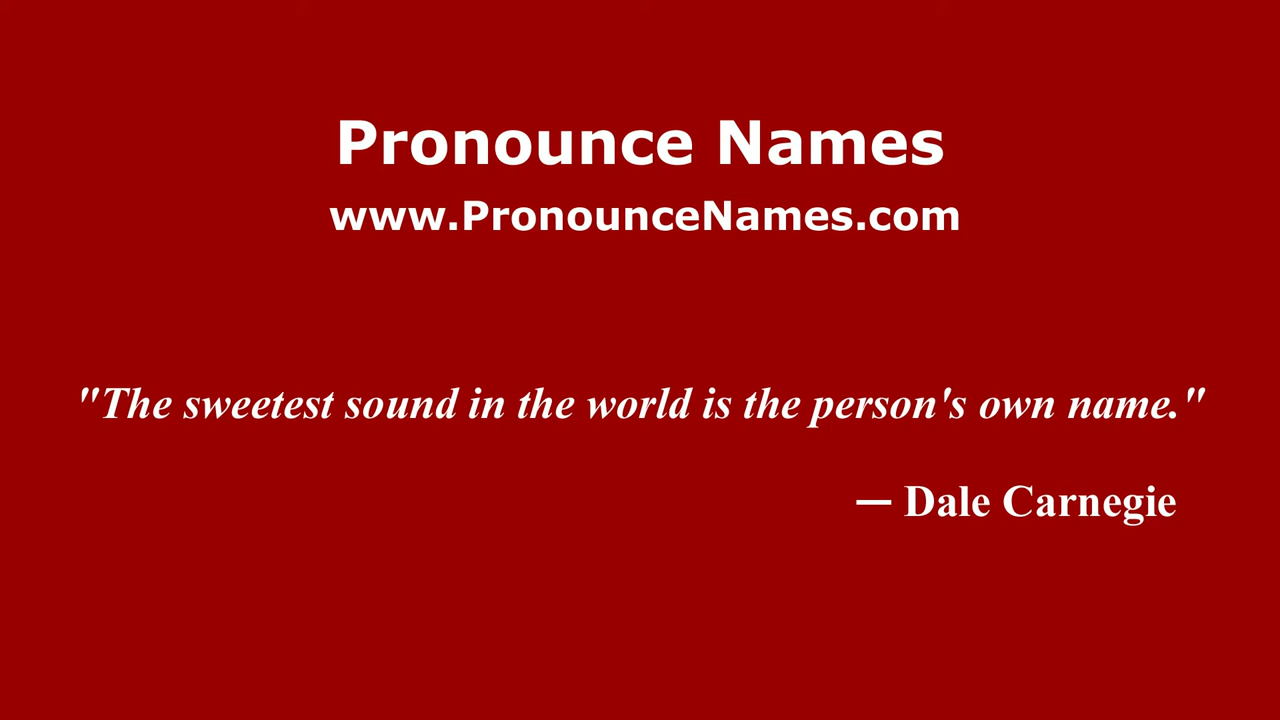 Pronounce Names
www.PronounceNames.com
"The sweetest sound in the world is the person's own name."
— Dale Carnegie